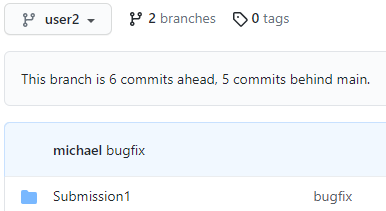 user2 2 branches 0 tags
This branch is 6 commits ahead, 5 commits behind main.
michael bugfix
Submission1 bugfix